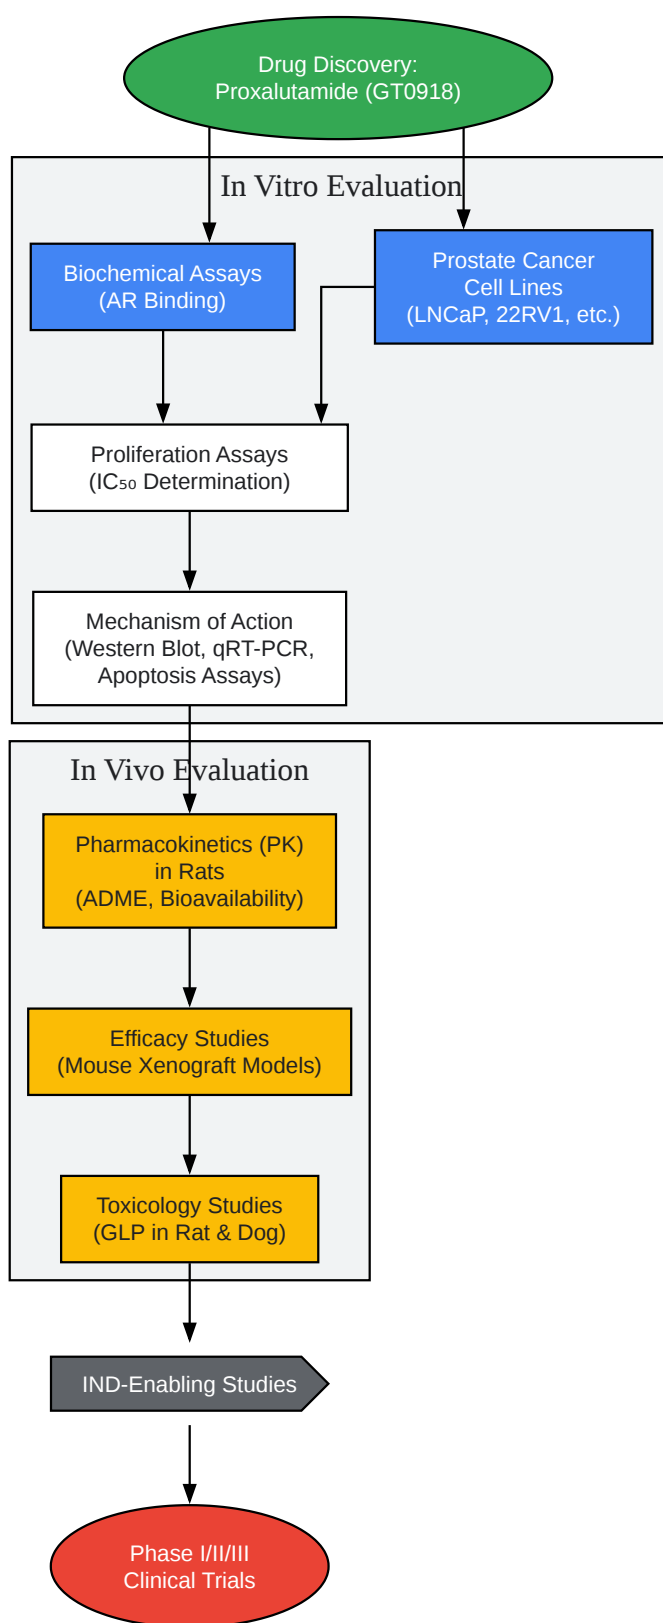 Drug Discovery:
Proxalutamide (GT0918)
In Vitro Evaluation
Biochemical Assays
(AR Binding)
Prostate Cancer
Cell Lines
(LNCaP, 22RV1, etc.)
Proliferation Assays
(IC₅₀ Determination)
Mechanism of Action
(Western Blot, qRT-PCR,
Apoptosis Assays)
In Vivo Evaluation
Pharmacokinetics (PK)
in Rats
(ADME, Bioavailability)
Efficacy Studies
(Mouse Xenograft Models)
Toxicology Studies
(GLP in Rat & Dog)
IND-Enabling Studies
Phase I/II/III
Clinical Trials